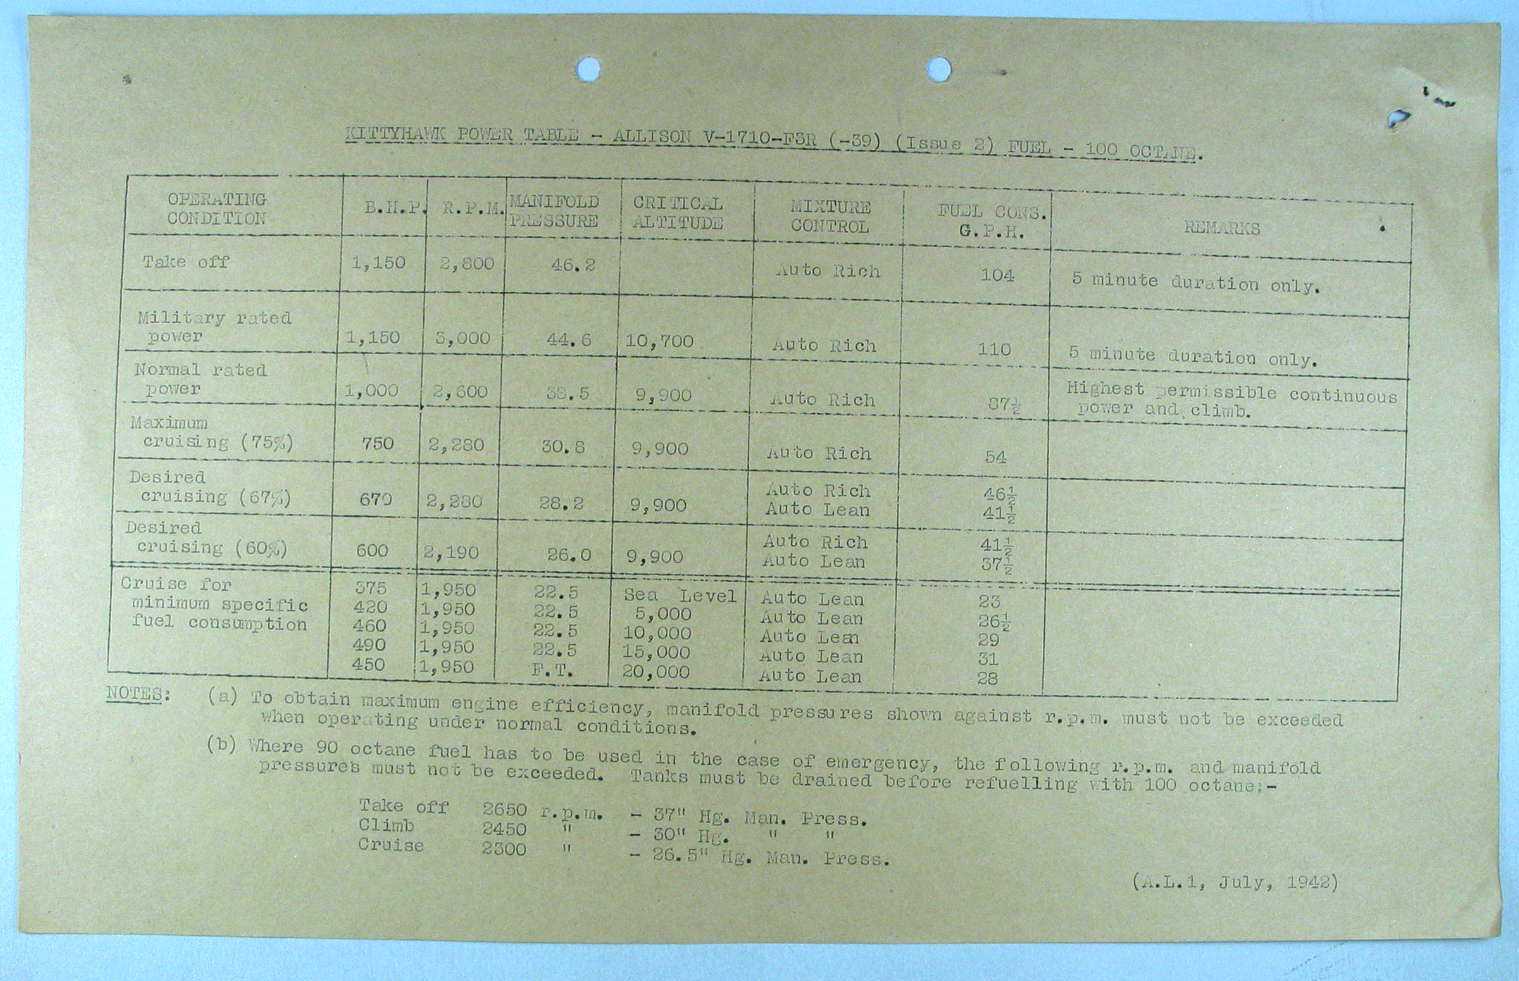 KITTYHAWK POWER TABLE - ALLISON V-1710-F3R (-39) (Issue 2) FUEL - 100 OCTANE.
OPERATING CONDITION B.H.P. R.P.M. MANIFOLD PRESSURE CRITICAL ALTITUDE MIXTURE CONTROL FUEL CONS. G.P.H. REMARKS
Take off 1,150 2,800 46.2 Auto Rich 104 5 minute duration only.
Military rated
power 1,150 3,000 44.6 10,700 Auto Rich 110 5 minute duration only.
Normal rated Highest permissible continuous
power 1,000 2,600 38.5 9,900 Auto Rich 87½ power and climb.
Maximum
cruising (75%) 750 2,280 30.8 9,900 Auto Rich 54
Desired Auto Rich 46½
cruising (67%) 670 2,280 28.2 9,900 Auto Lean 41½
Desired Auto Rich 41½
cruising (60%) 600 2,190 26.0 9,900 Auto Lean 37½
Cruise for 375 1,950 22.5 Sea Level Auto Lean 23
minimum specific 420 1,950 22.5 5,000 Auto Lean 26½
fuel consumption 460 1,950 22.5 10,000 Auto Lean 29
490 1,950 22.5 15,000 Auto Lean 31
450 1,950 F.T. 20,000 Auto Lean 28
NOTES: (a) To obtain maximum engine efficiency, manifold pressures shown against r.p.m. must not be exceeded
when operating under normal conditions.
(b) Where 90 octane fuel has to be used in the case of emergency, the following r.p.m. and manifold
pressures must not be exceeded. Tanks must be drained before refuelling with 100 octane:-
Take off 2650 r.p.m. - 37" Hg. Man. Press.
Climb 2450 " - 30" Hg. " "
Cruise 2300 " - 26.5" Hg. Man. Press.
(A.L.1, July, 1942)